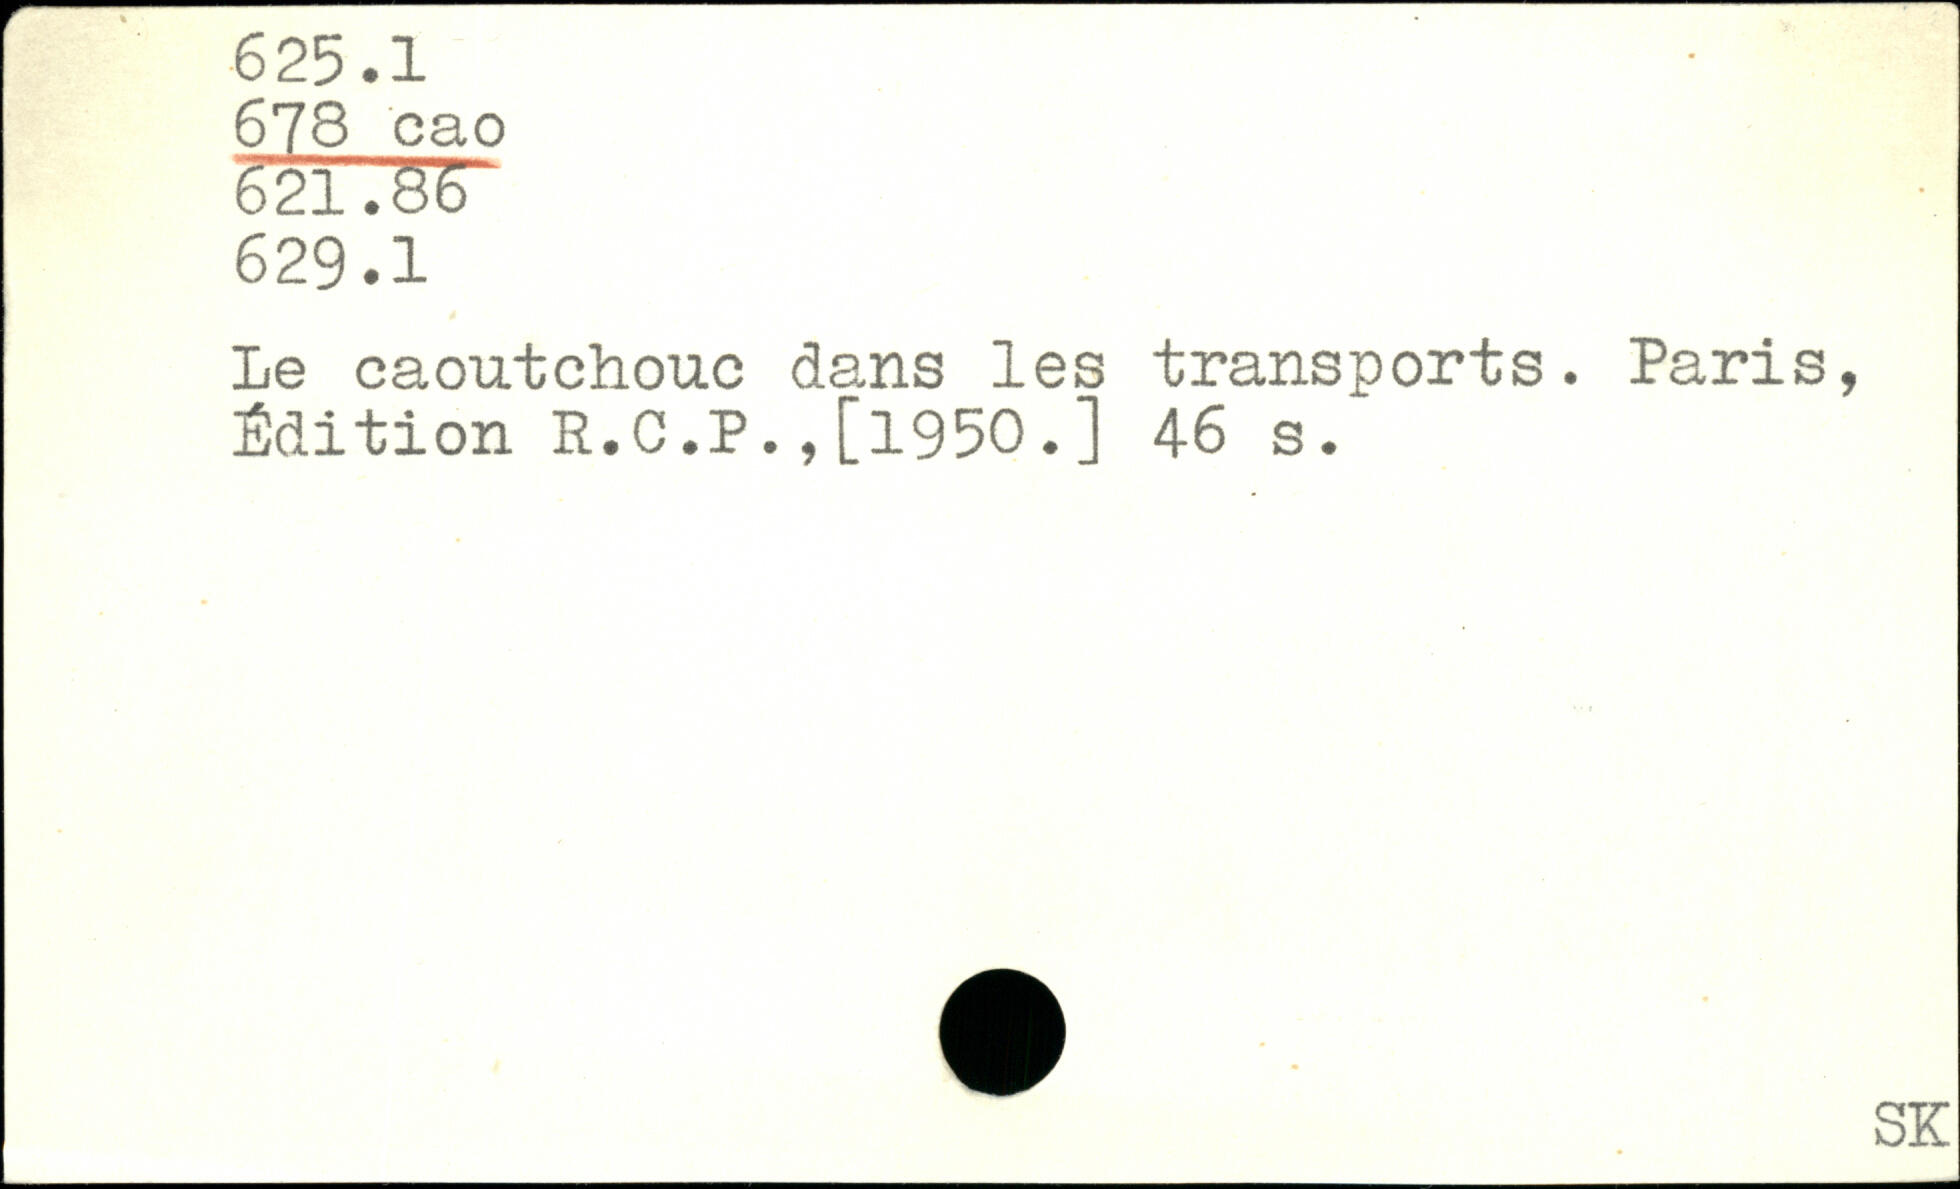 625.1
678 cao
621.86
629.1
Le caoutchouc dans les transports. Paris,
Édition R.C.P.,[1950.] 46 s.
SK